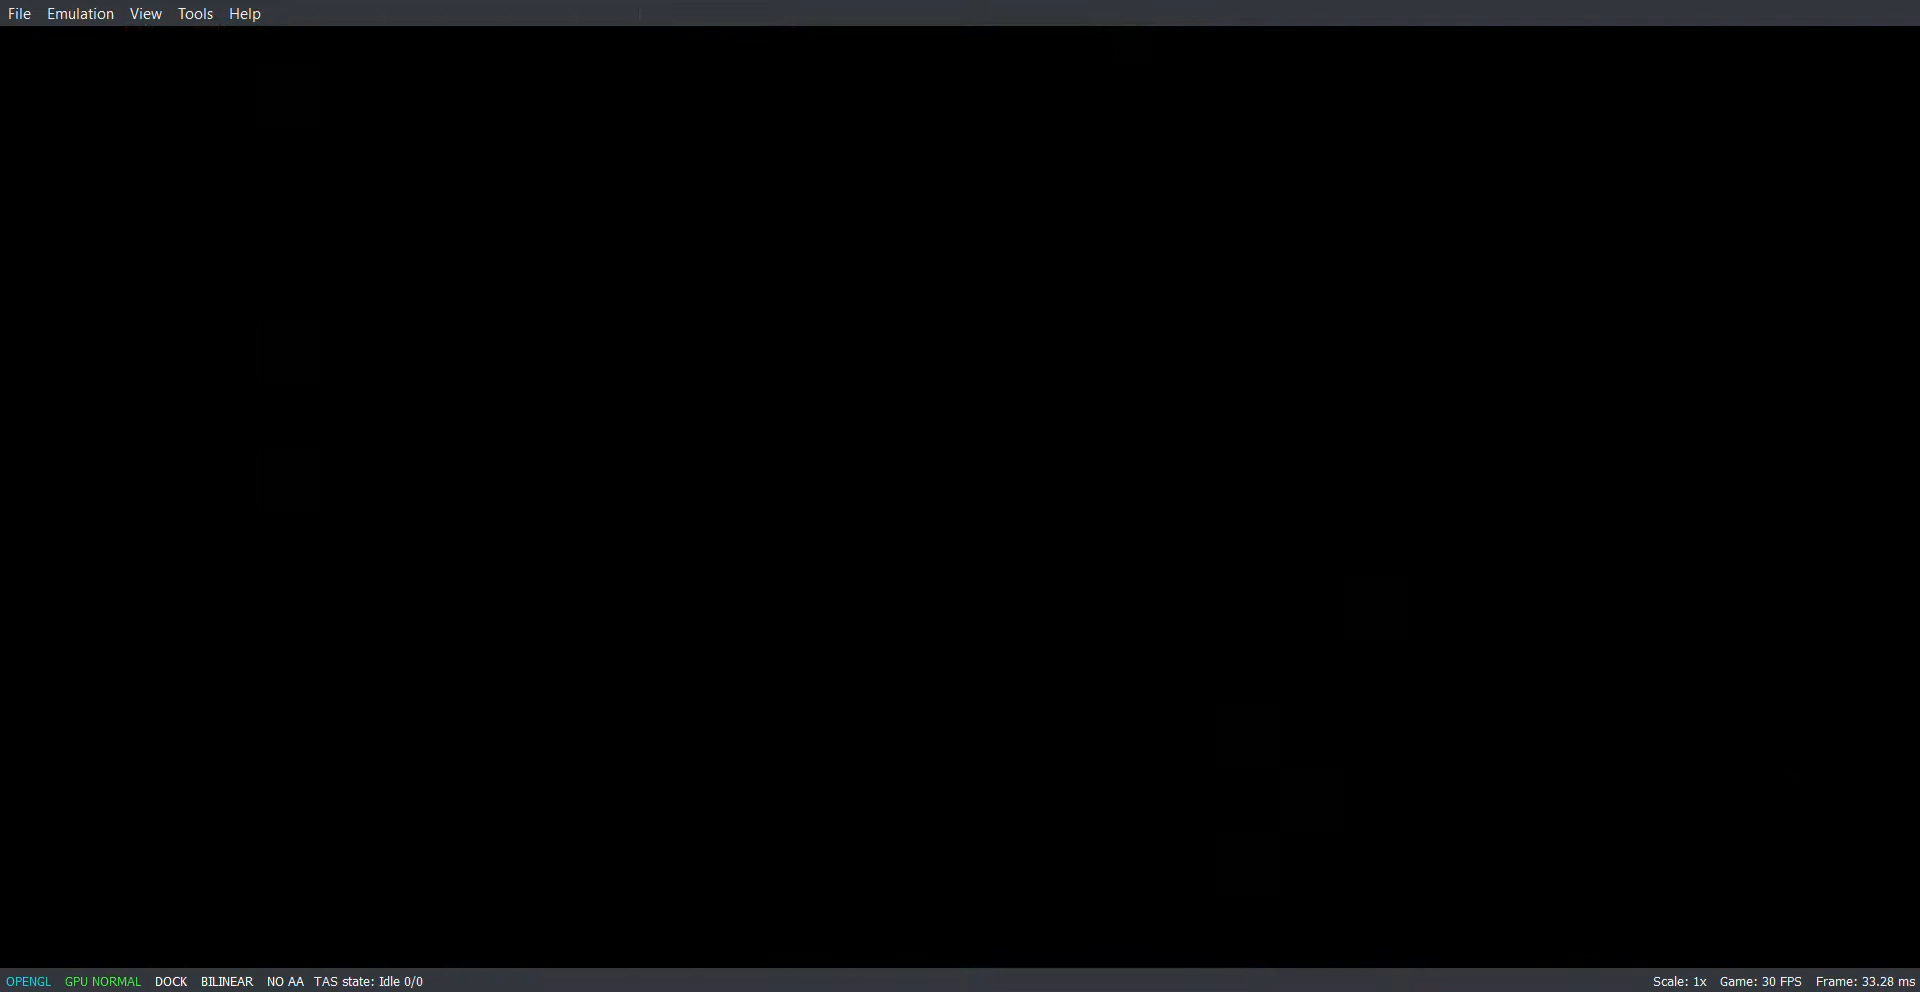 File Emulation View Tools Help
OPENGL GPU NORMAL DOCK BILINEAR NO AA TAS state: Idle 0/0 Scale: 1x Game: 30 FPS Frame: 33.28 ms